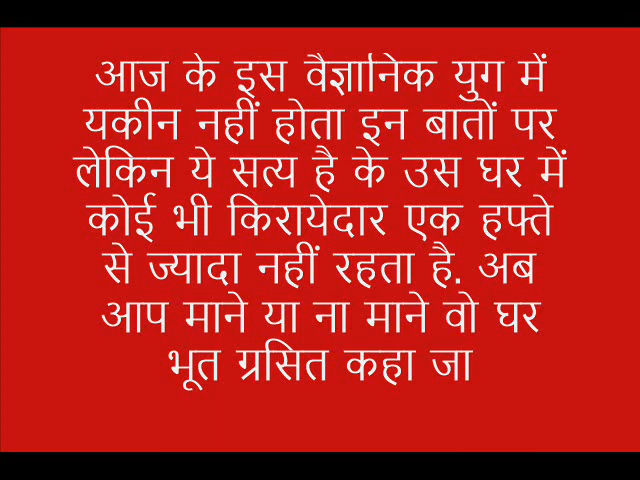 आज के इस वैज्ञानिक युग में
यकीन नहीं होता इन बातों पर
लेकिन ये सत्य है के उस घर में
कोई भी किरायेदार एक हफ्ते
से ज्यादा नहीं रहता है. अब
आप माने या ना माने वो घर
भूत ग्रसित कहा जा